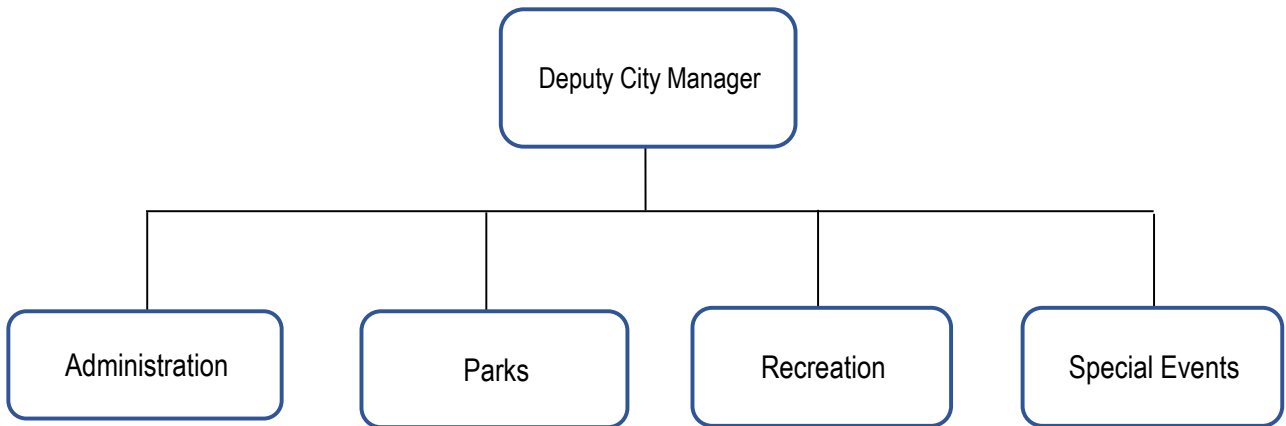 Deputy City Manager
Administration
Parks
Recreation
Special Events